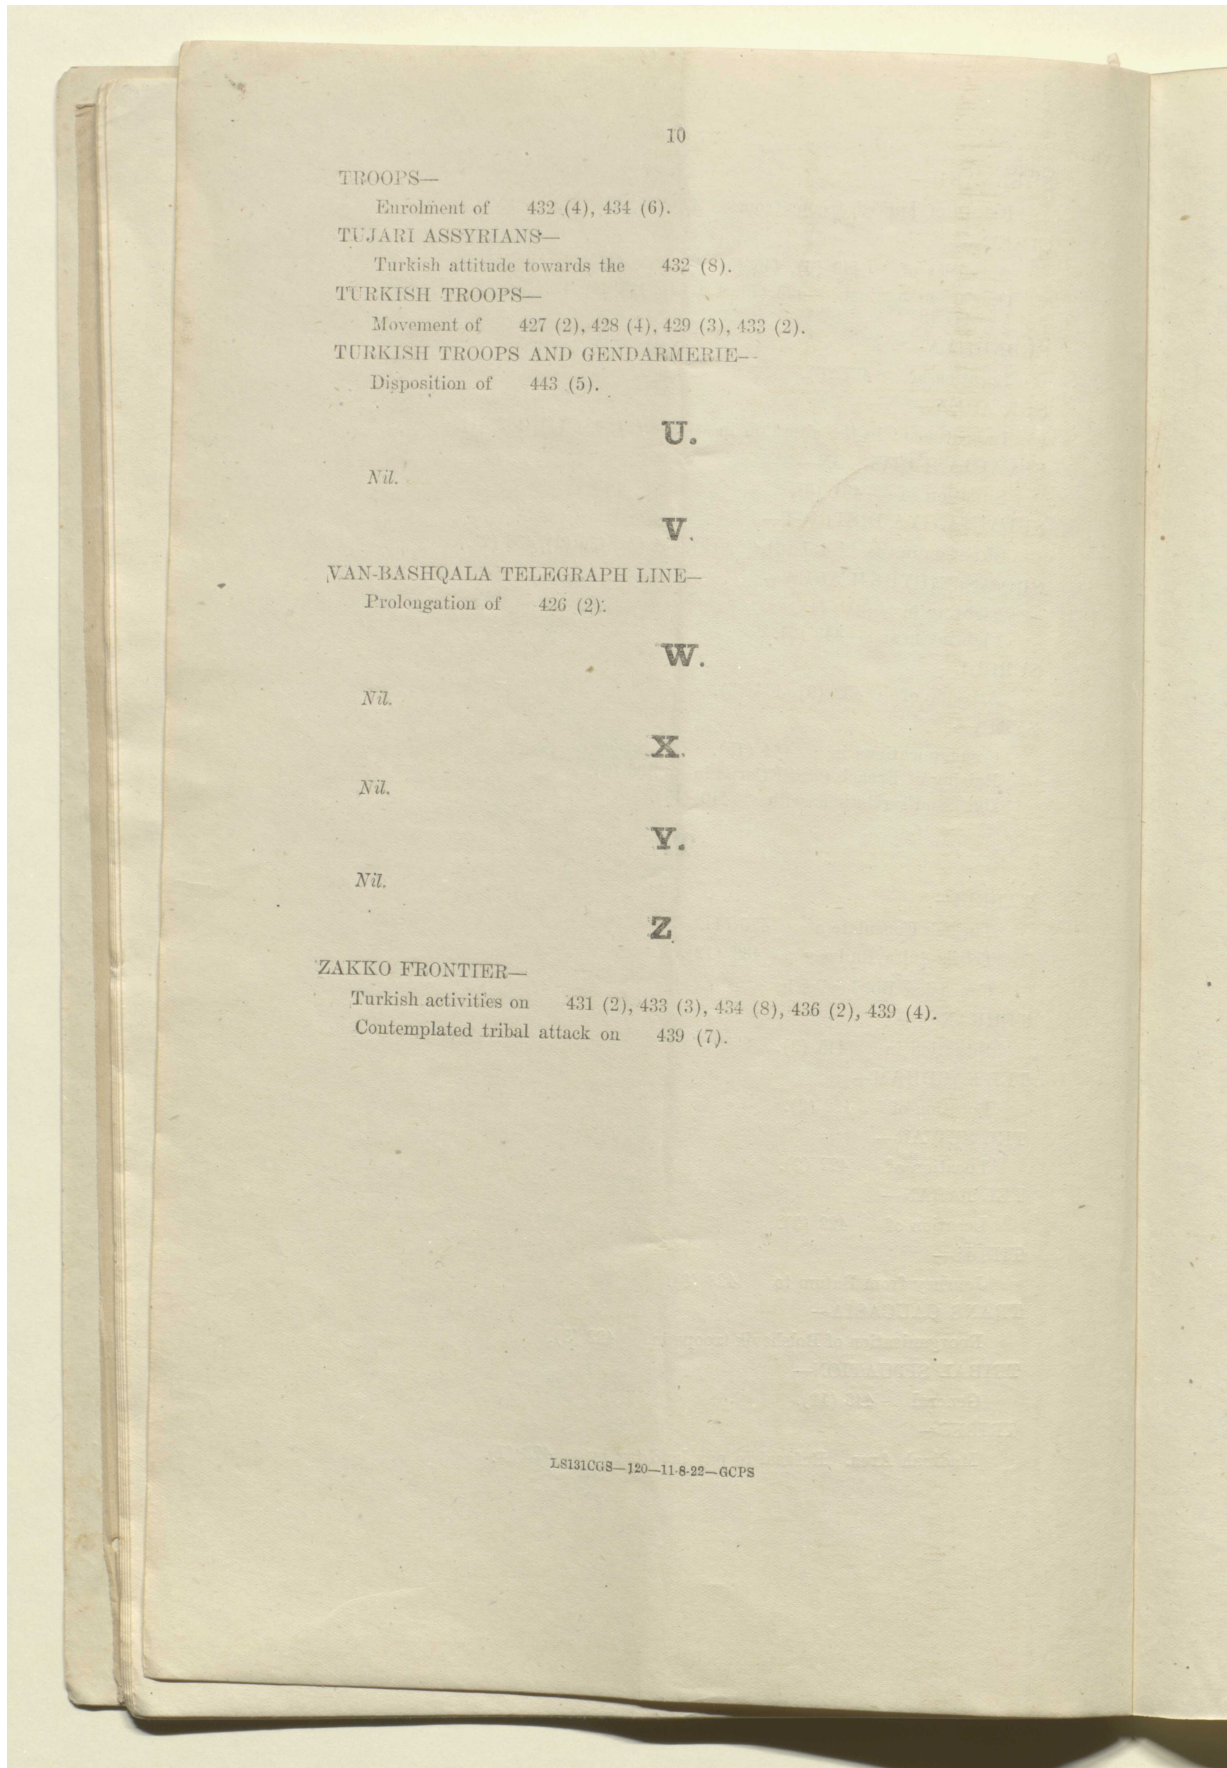 10
TROOPS—
Enrolment of 432 (4), 434 (6).
TUJARI ASSYRIANS—
Turkish attitude towards the 432 (8).
TURKISH TROOPS—
Movement of 427 (2), 428 (4), 429 (3), 433 (2).
TURKISH TROOPS AND GENDARMERIE—
Disposition of 443 (5).
U.
Nil.
V.
VAN-BASHQALA TELEGRAPH LINE—
Prolongation of 426 (2).
W.
Nil.
X.
Nil.
Y.
Nil.
Z
ZAKKO FRONTIER—
Turkish activities on 431 (2), 433 (3), 434 (8), 436 (2), 439 (4).
Contemplated tribal attack on 439 (7).
LS131CGS—120—11-8-22—GCPS